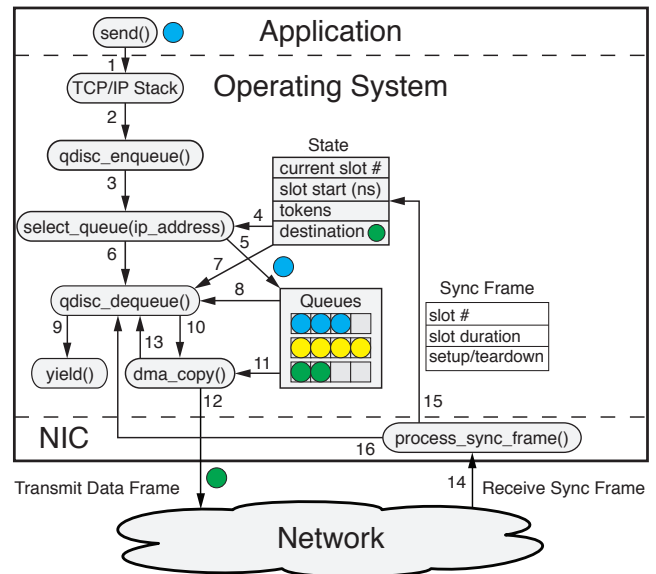 send()
Application
1
TCP/IP Stack
Operating System
2
qdisc_enqueue()
State
current slot #
slot start (ns)
tokens
destination
3
select_queue(ip_address)
4
5
6
7
qdisc_dequeue()
8
Queues
Sync Frame
slot #
slot duration
setup/teardown
9
13
10
yield()
dma_copy()
11
12
15
NIC
16
process_sync_frame()
Transmit Data Frame
14
Receive Sync Frame
Network